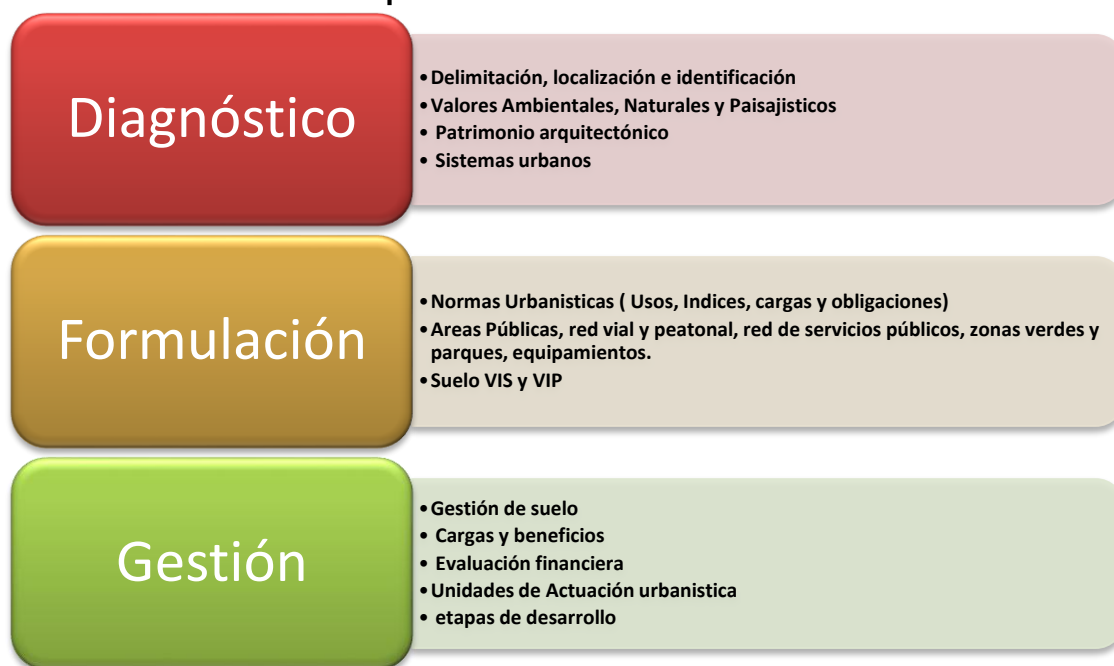 Diagnóstico
•Delimitación, localización e identificación
•Valores Ambientales, Naturales y Paisajisticos
• Patrimonio arquitectónico
• Sistemas urbanos
Formulación
•Normas Urbanisticas ( Usos, Indices, cargas y obligaciones)
•Areas Públicas, red vial y peatonal, red de servicios públicos, zonas verdes y
parques, equipamientos.
•Suelo VIS y VIP
Gestión
•Gestión de suelo
• Cargas y beneficios
• Evaluación financiera
•Unidades de Actuación urbanistica
• etapas de desarrollo